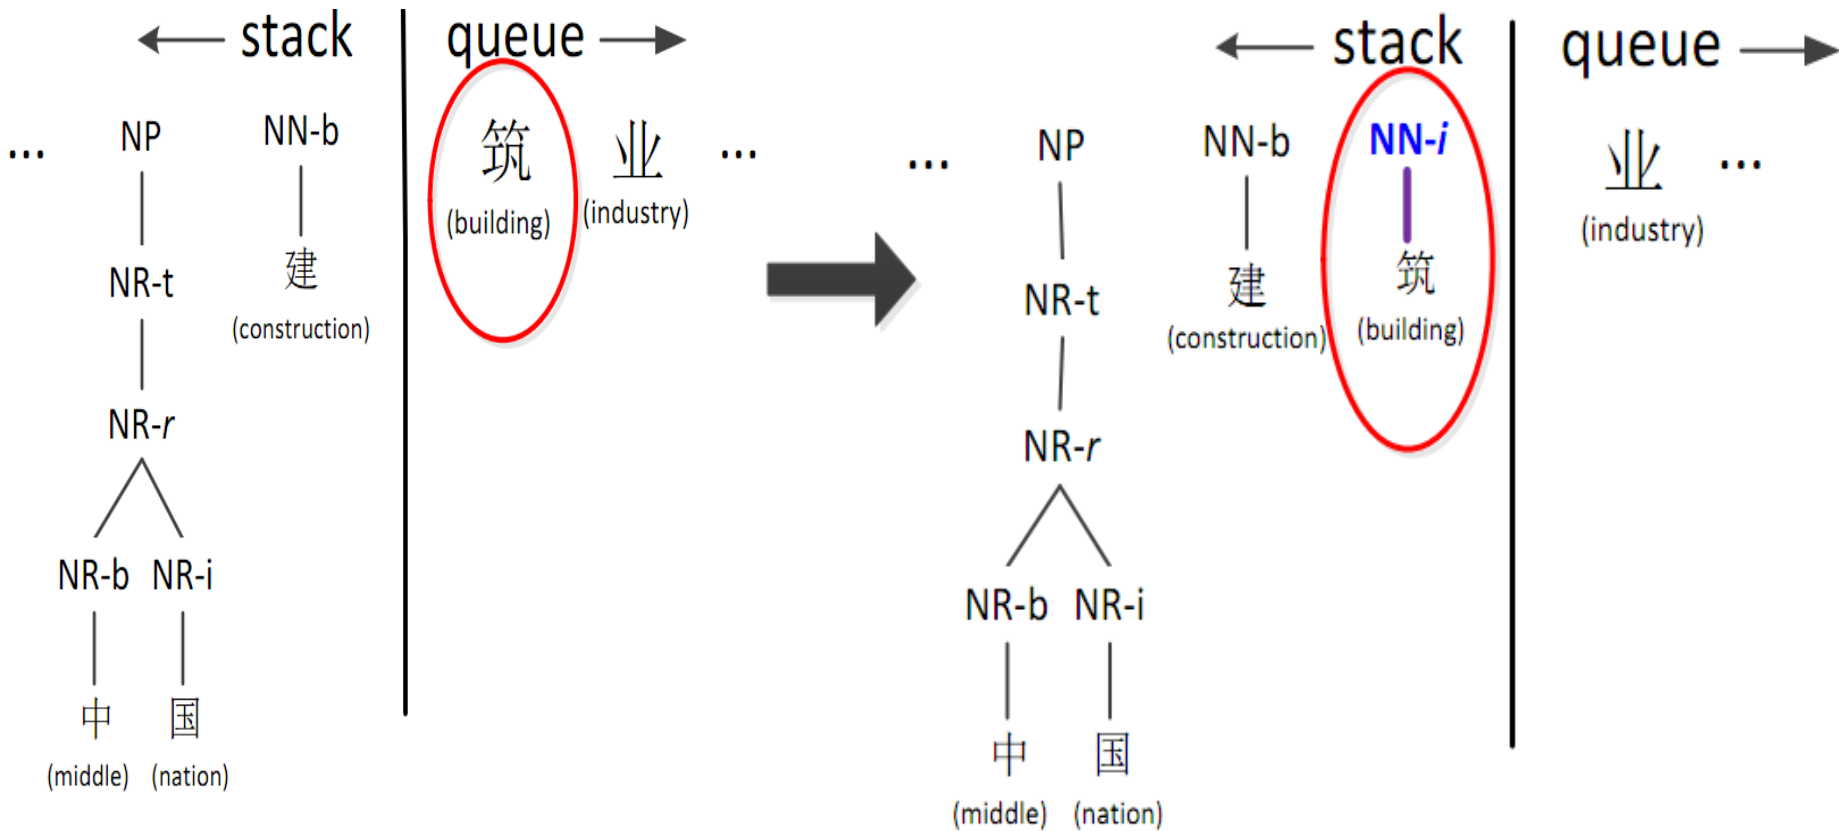 stack queue
... NP NN-b 筑 业 ...
(building) (industry)
NR-t 建
(construction)
NR-r
NR-b NR-i
中 国
(middle) (nation)
stack queue
... NP NN-b NN-i 业 ...
(industry)
NR-t 建 筑
(construction) (building)
NR-r
NR-b NR-i
中 国
(middle) (nation)